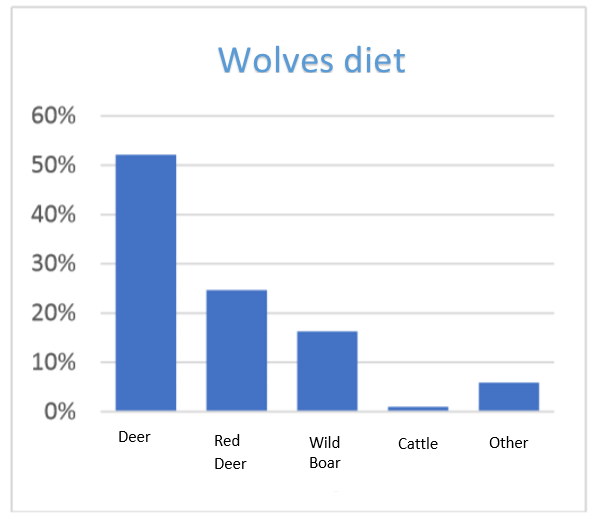 Wolves diet
60%
50%
40%
30%
20%
10%
0%
Deer
Red
Deer
Wild
Boar
Cattle
Other